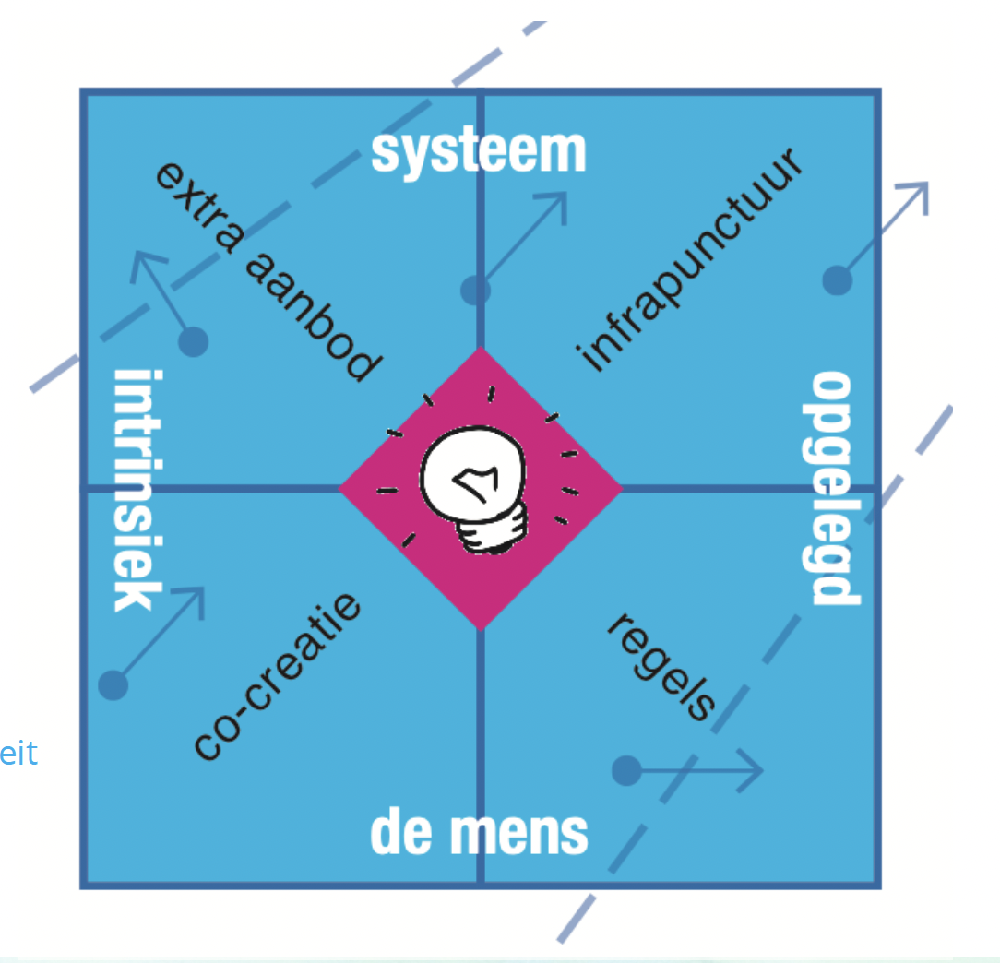 systeem
extra aanbod
infrapunctuur
intrinsiek
opgelegd
co-creatie
regels
eit
de mens